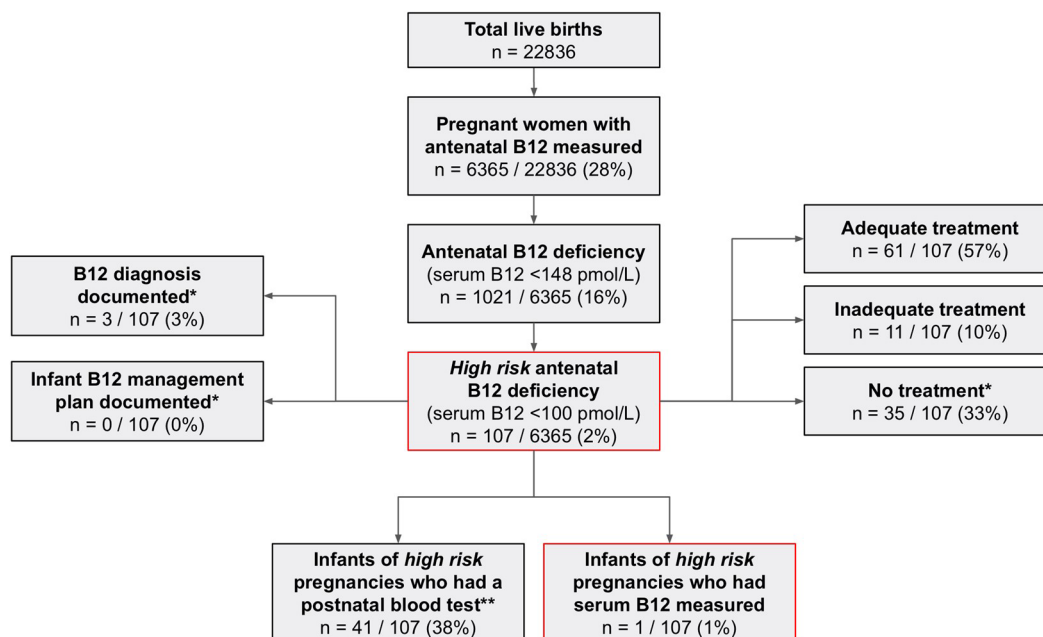 Total live births
n = 22836
Pregnant women with
antenatal B12 measured
n = 6365 / 22836 (28%)
Antenatal B12 deficiency
(serum B12 <148 pmol/L)
n = 1021 / 6365 (16%)
Adequate treatment
n = 61 / 107 (57%)
B12 diagnosis
documented*
n = 3 / 107 (3%)
Inadequate treatment
n = 11 / 107 (10%)
High risk antenatal
B12 deficiency
(serum B12 <100 pmol/L)
n = 107 / 6365 (2%)
Infant B12 management
plan documented*
n = 0 / 107 (0%)
No treatment*
n = 35 / 107 (33%)
Infants of high risk
pregnancies who had a
postnatal blood test**
n = 41 / 107 (38%)
Infants of high risk
pregnancies who had
serum B12 measured
n = 1 / 107 (1%)